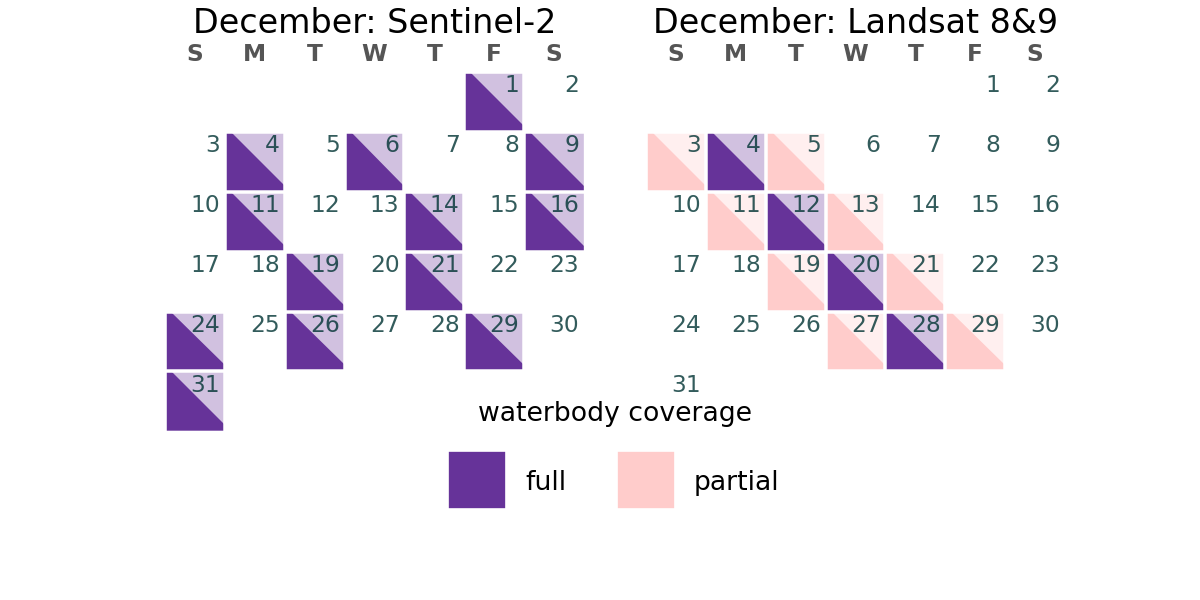 December: Sentinel-2
S M T W T F S
1 2
3 4 5 6 7 8 9
10 11 12 13 14 15 16
17 18 19 20 21 22 23
24 25 26 27 28 29 30
31
December: Landsat 8&9
S M T W T F S
1 2
3 4 5 6 7 8 9
10 11 12 13 14 15 16
17 18 19 20 21 22 23
24 25 26 27 28 29 30
31
waterbody coverage
full partial